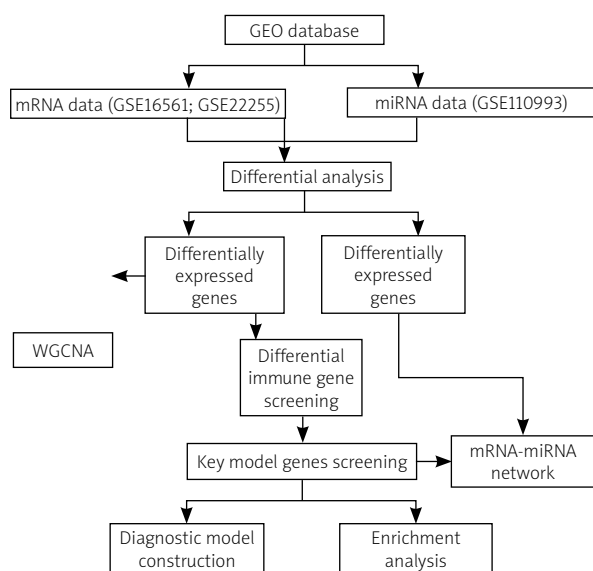 GEO database
mRNA data (GSE16561; GSE22255)
miRNA data (GSE110993)
Differential analysis
Differentially
expressed
genes
Differentially
expressed
genes
WGCNA
Differential
immune gene
screening
Key model genes screening
mRNA-miRNA
network
Diagnostic model
construction
Enrichment
analysis